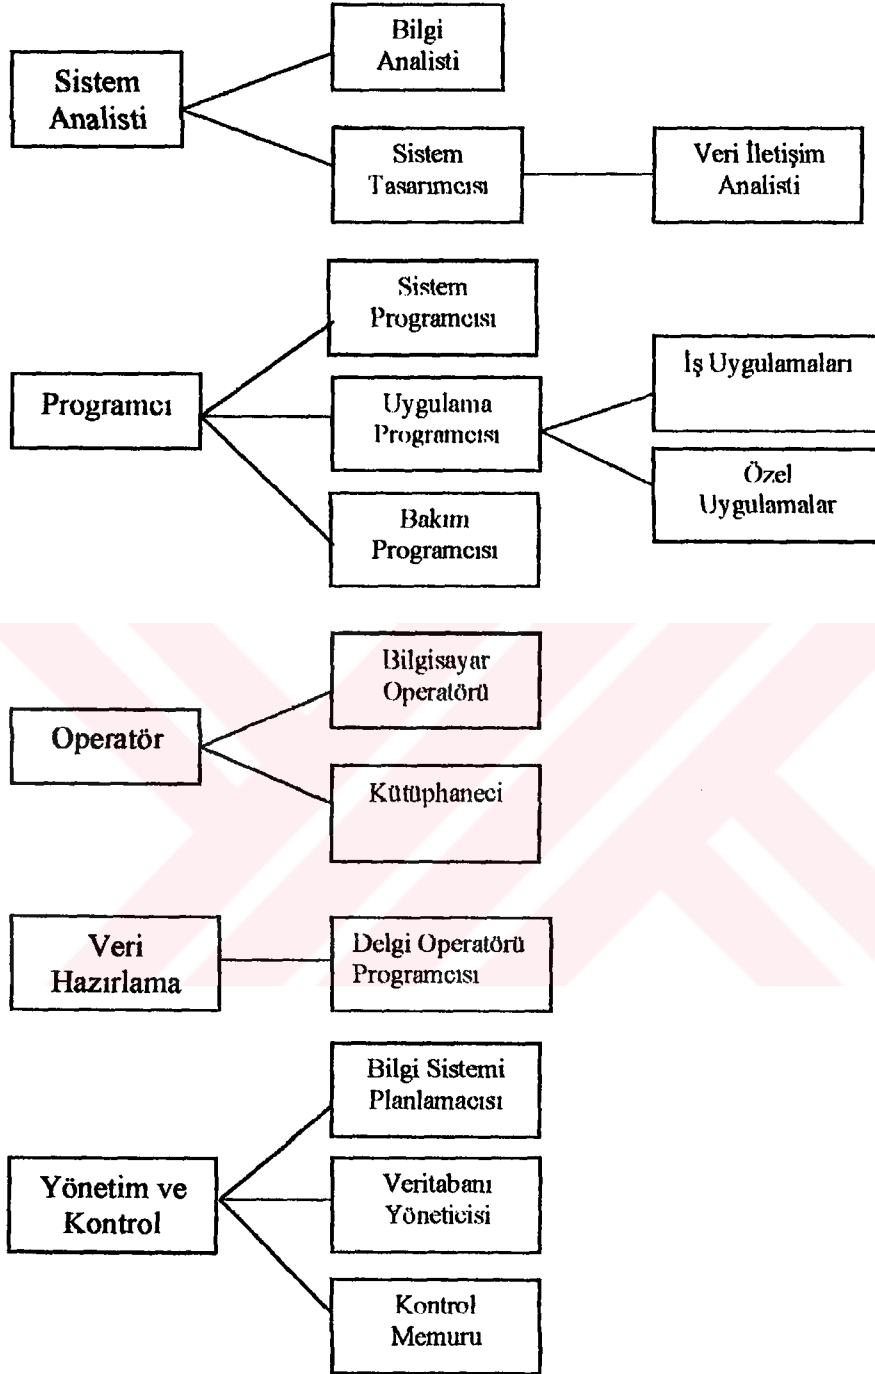 Bilgi
Analisti
Sistem
Analisti
Sistem
Tasarımcısı
Veri İletişim
Analisti
Sistem
Programcısı
Programcı
Uygulama
Programcısı
İş Uygulamaları
Özel
Uygulamalar
Bakım
Programcısı
Bilgisayar
Operatörü
Operatör
Kütüphaneci
Veri
Hazırlama
Delgi Operatörü
Programcısı
Bilgi Sistemi
Planlamacısı
Yönetim ve
Kontrol
Veritabanı
Yöneticisi
Kontrol
Memuru